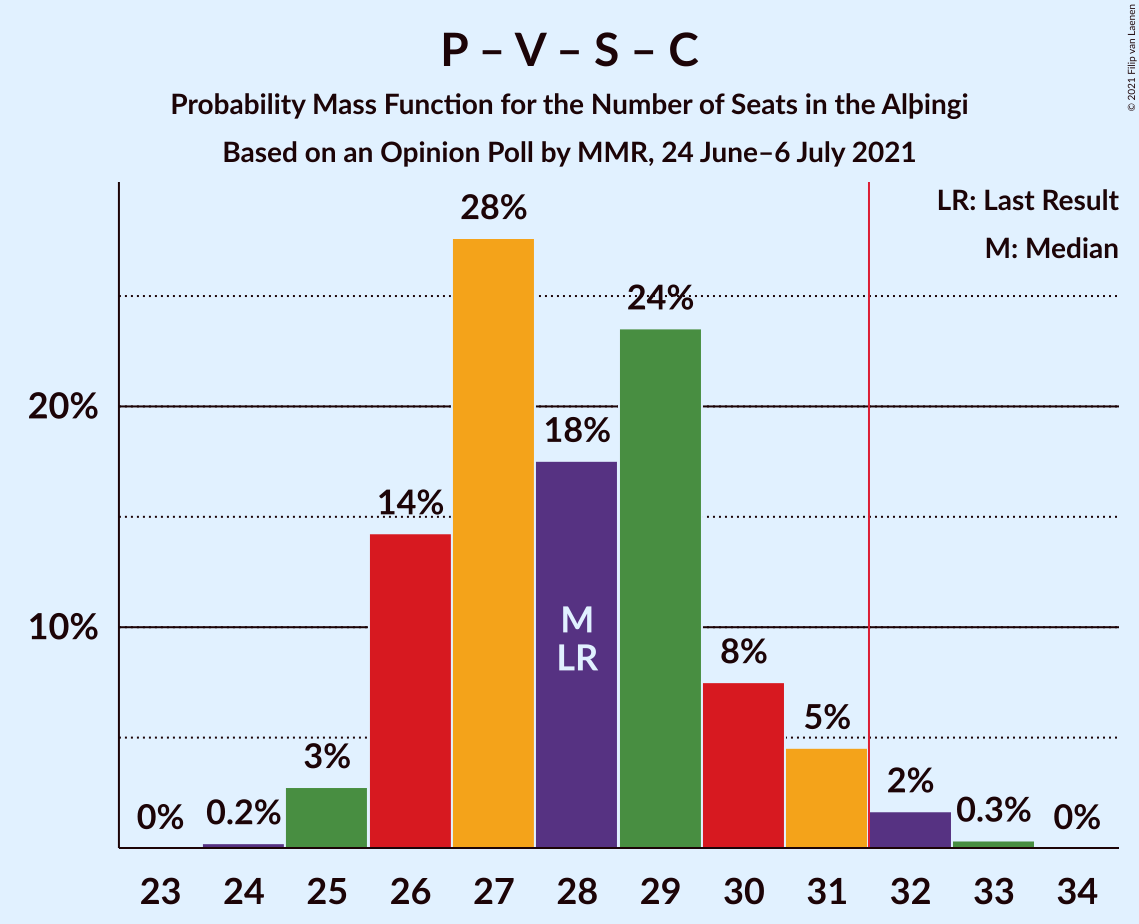 P – V – S – C
Probability Mass Function for the Number of Seats in the Alþingi
Based on an Opinion Poll by MMR, 24 June–6 July 2021
© 2021 Filip van Laenen
LR: Last Result
M: Median
28%
24%
20%
18%
14%
10%
M
LR
8%
5%
3%
2%
0%
0.2%
0.3%
0%
23 24 25 26 27 28 29 30 31 32 33 34